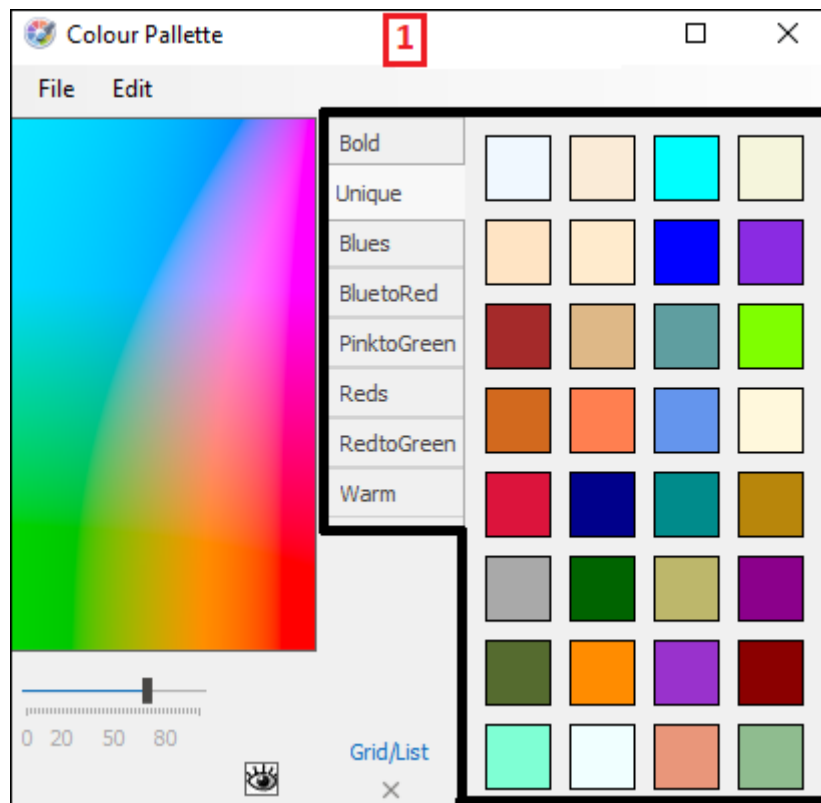 Colour Pallette
1
File Edit
Bold
Unique
Blues
BluetoRed
PinktoGreen
Reds
RedtoGreen
Warm
0 20 50 80
Grid/List